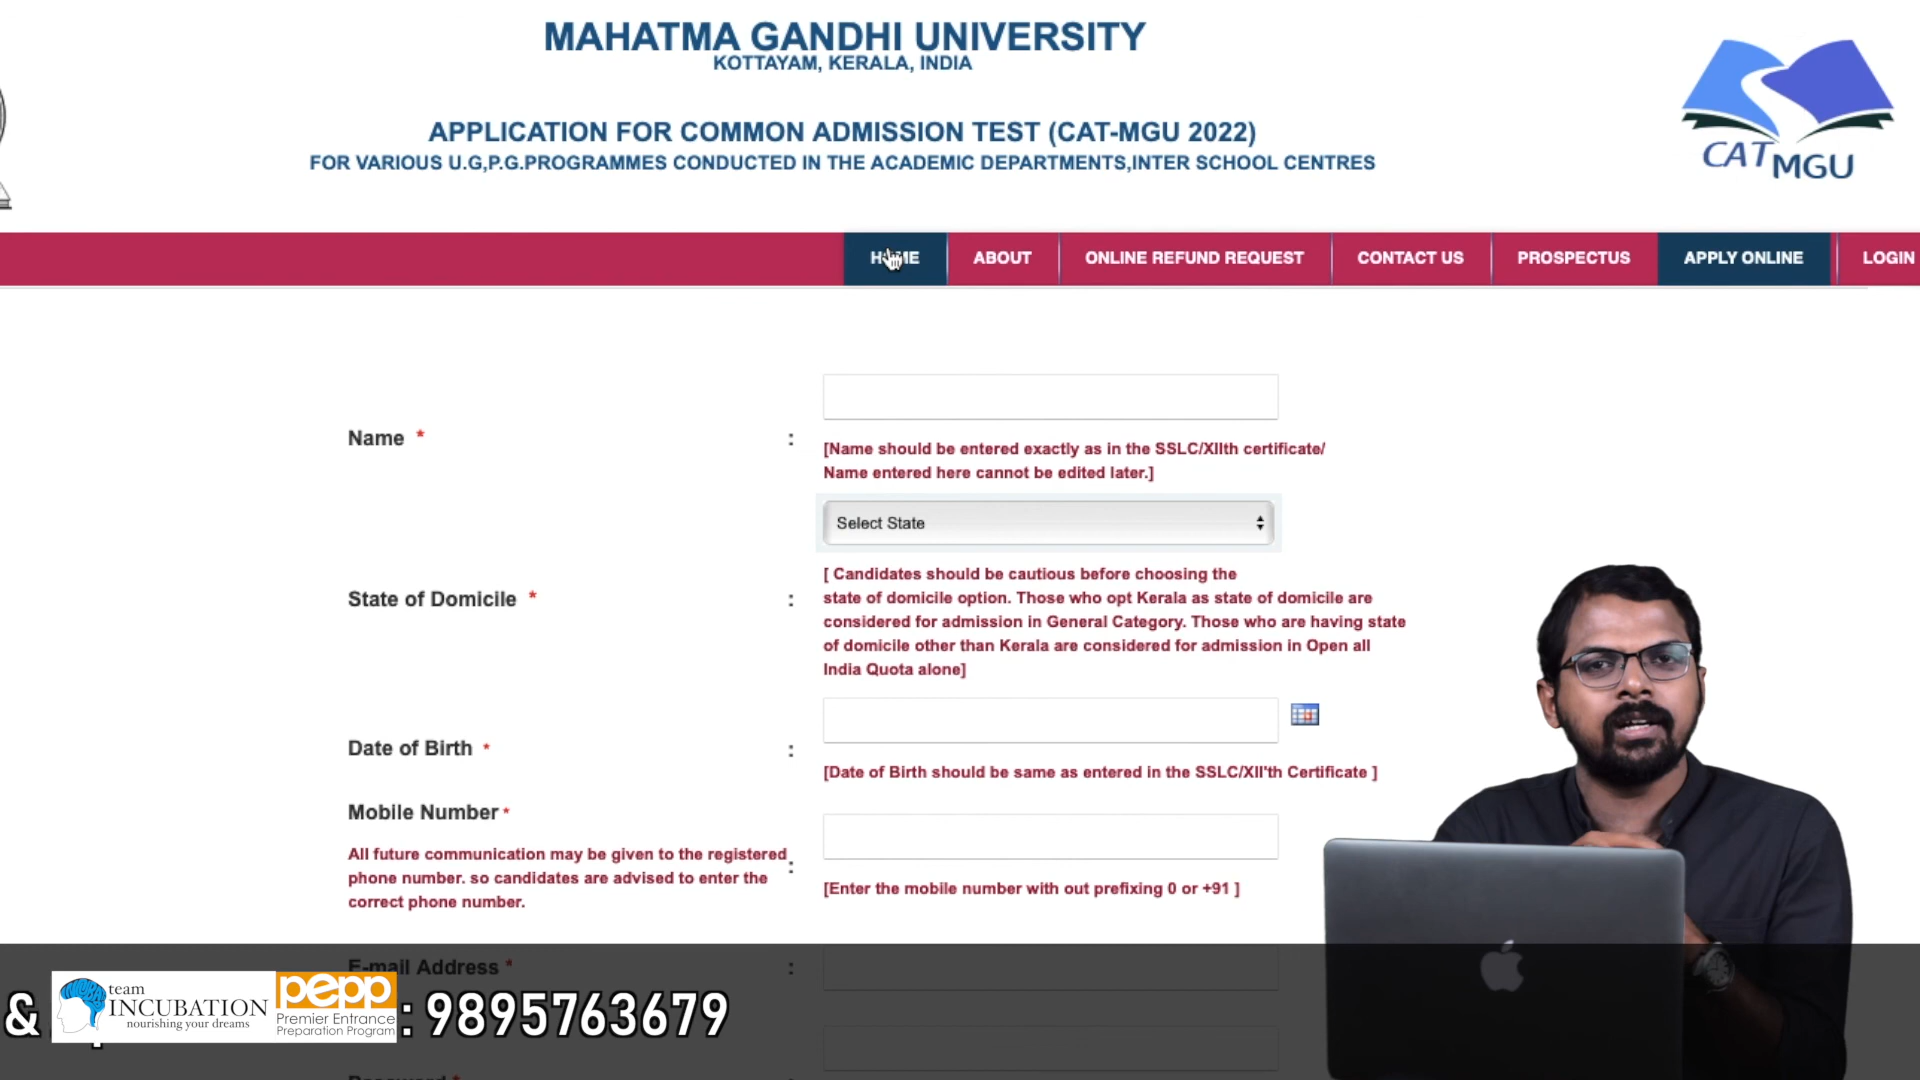 MAHATMA GANDHI UNIVERSITY
KOTTAYAM, KERALA, INDIA
APPLICATION FOR COMMON ADMISSION TEST (CAT-MGU 2022)
FOR VARIOUS U.G,P.G.PROGRAMMES CONDUCTED IN THE ACADEMIC DEPARTMENTS,INTER SCHOOL CENTRES
CAT MGU
HOME ABOUT ONLINE REFUND REQUEST CONTACT US PROSPECTUS APPLY ONLINE LOGIN
Name * :
[Name should be entered exactly as in the SSLC/XIIth certificate/
Name entered here cannot be edited later.]
Select State
State of Domicile * :
[ Candidates should be cautious before choosing the
state of domicile option. Those who opt Kerala as state of domicile are
considered for admission in General Category. Those who are having state
of domicile other than Kerala are considered for admission in Open all
India Quota alone]
Date of Birth * :
[Date of Birth should be same as entered in the SSLC/XII'th Certificate ]
Mobile Number *
All future communication may be given to the registered
phone number. so candidates are advised to enter the
correct phone number.
:
[Enter the mobile number with out prefixing 0 or +91 ]
E-mail Address * :
&
team
INCUBATION
nourishing your dreams
pepp
Premier Entrance
Preparation Program
: 9895763679